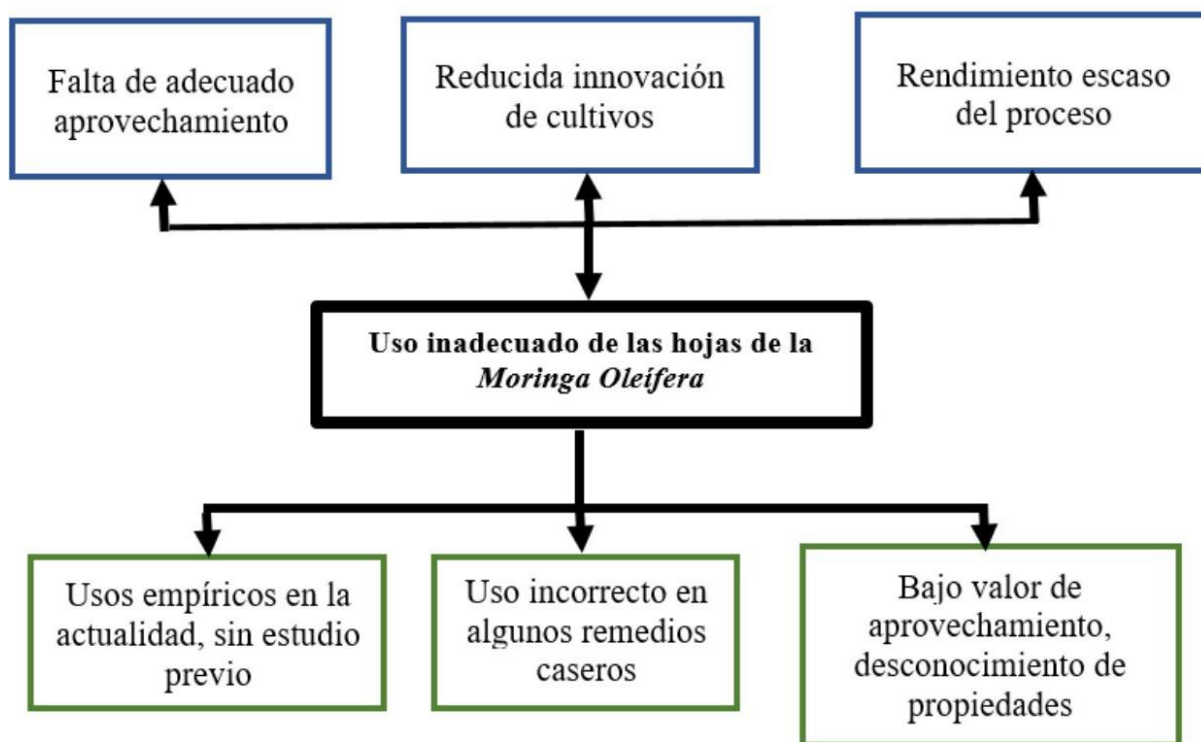 Falta de adecuado
aprovechamiento
Reducida innovación
de cultivos
Rendimiento escaso
del proceso
Uso inadecuado de las hojas de la
Moringa Oleífera
Usos empíricos en la
actualidad, sin estudio
previo
Uso incorrecto en
algunos remedios
caseros
Bajo valor de
aprovechamiento,
desconocimiento de
propiedades